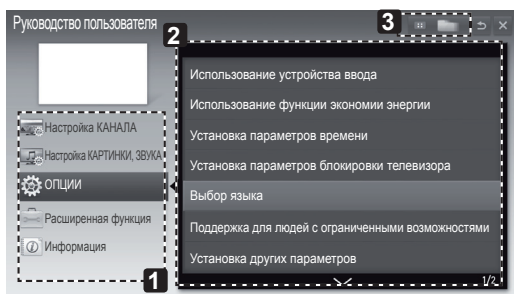 Руководство пользователя
2
3
Настройка КАНАЛА
Настройка КАРТИНКИ, ЗВУКА
ОПЦИИ
Расширенная функция
Информация
1
Использование устройства ввода
Использование функции экономии энергии
Установка параметров времени
Установка параметров блокировки телевизора
Выбор языка
Поддержка для людей с ограниченными возможностями
Установка других параметров
1/2